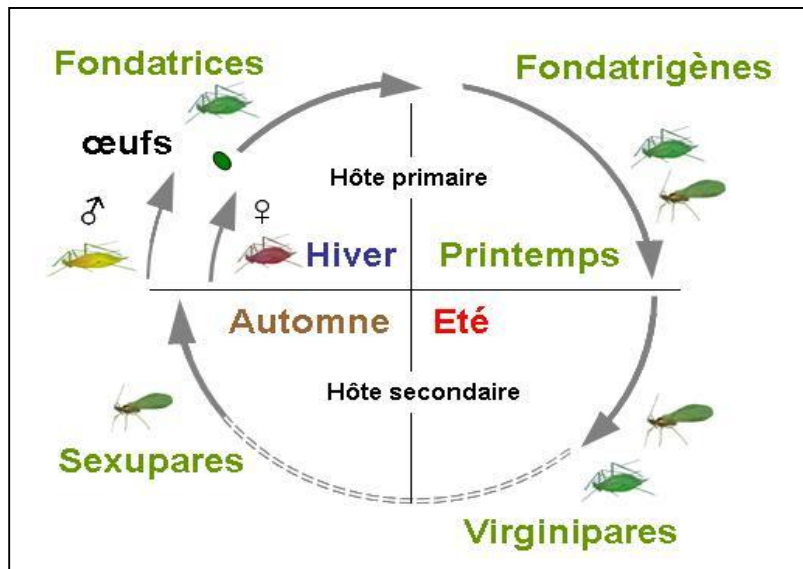 Fondatrices
Fondatrigènes
œufs
Hôte primaire
♂
♀
Hiver
Printemps
Automne
Eté
Hôte secondaire
Sexupares
Virginipares